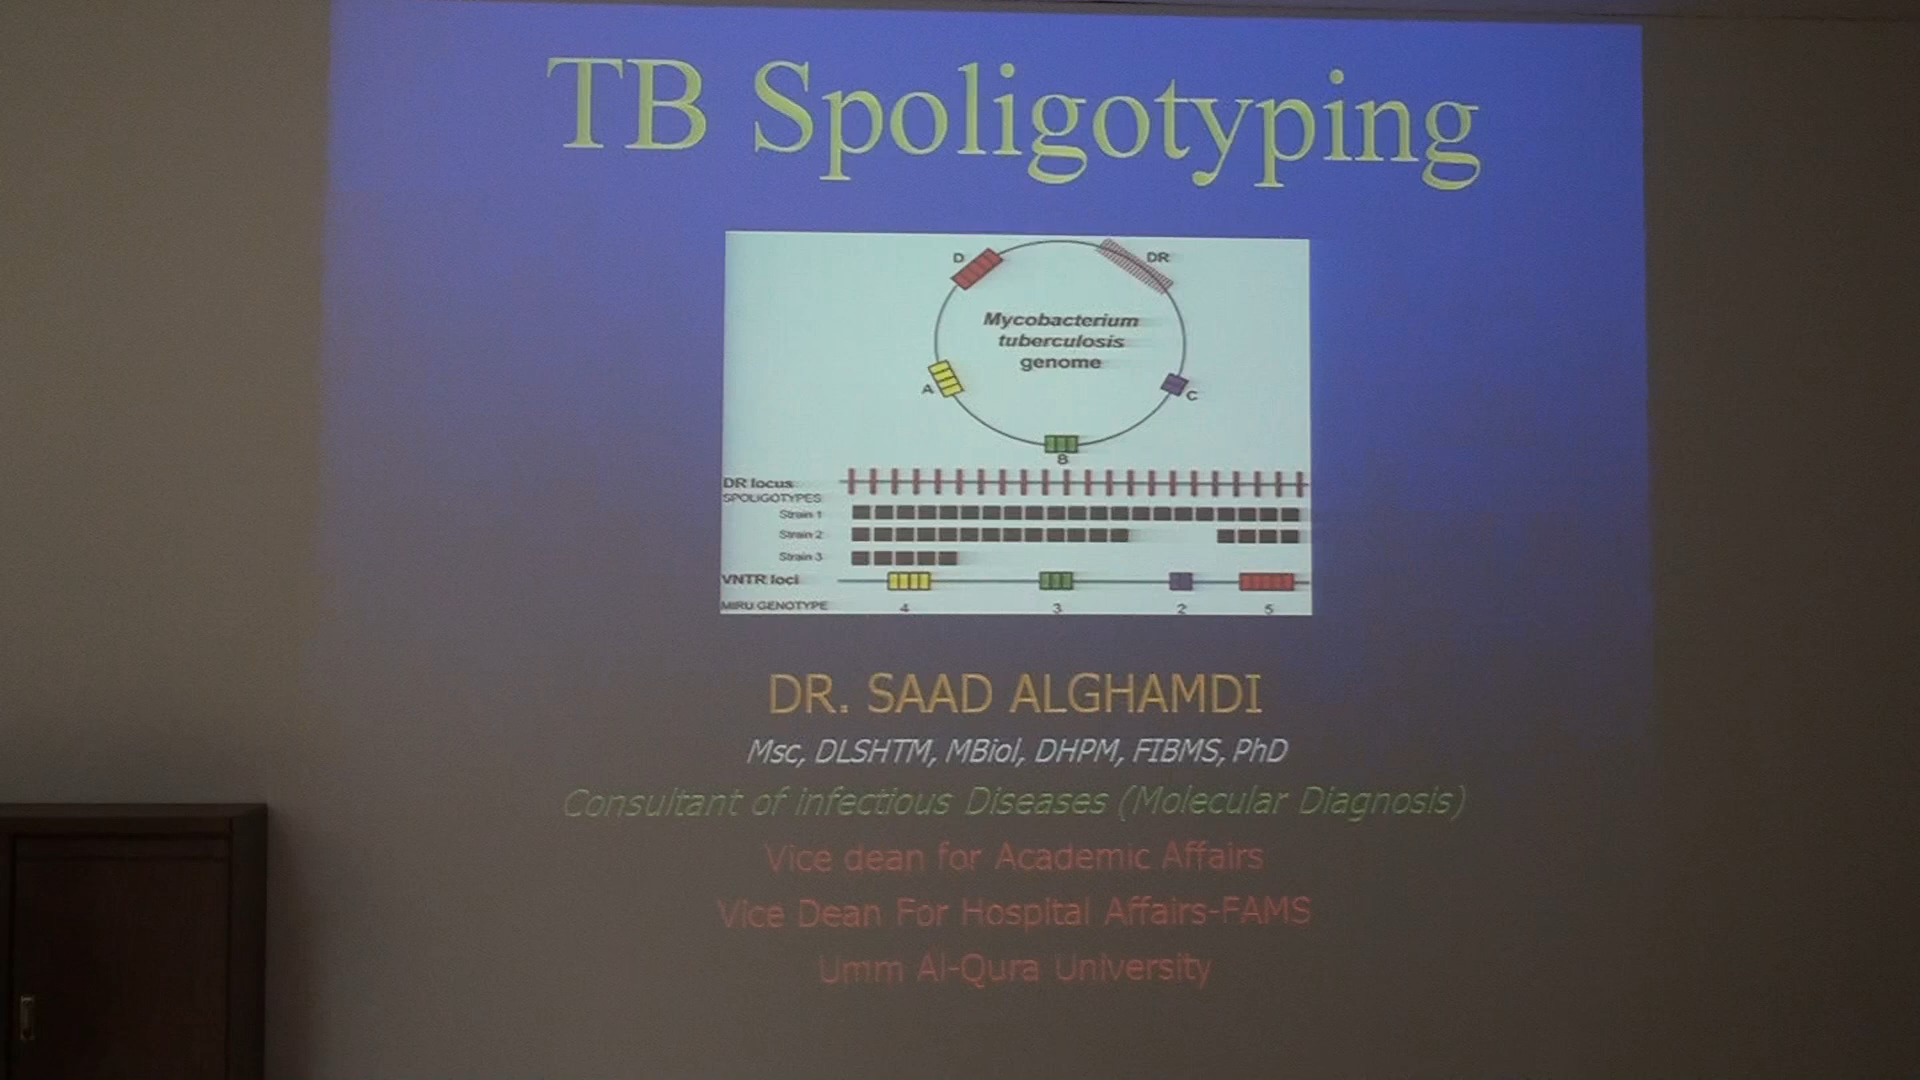 TB Spoligotyping
D
DR
Mycobacterium
tuberculosis
genome
A
C
B
DR locus
SPOLIGOTYPES
Strain 1
Strain 2
Strain 3
VNTR loci
MIRU GENOTYPE 4 3 2 5
DR. SAAD ALGHAMDI
Msc, DLSHTM, MBiol, DHPM, FIBMS, PhD
Consultant of infectious Diseases (Molecular Diagnosis)
Vice dean for Academic Affairs
Vice Dean For Hospital Affairs-FAMS
Umm Al-Qura University